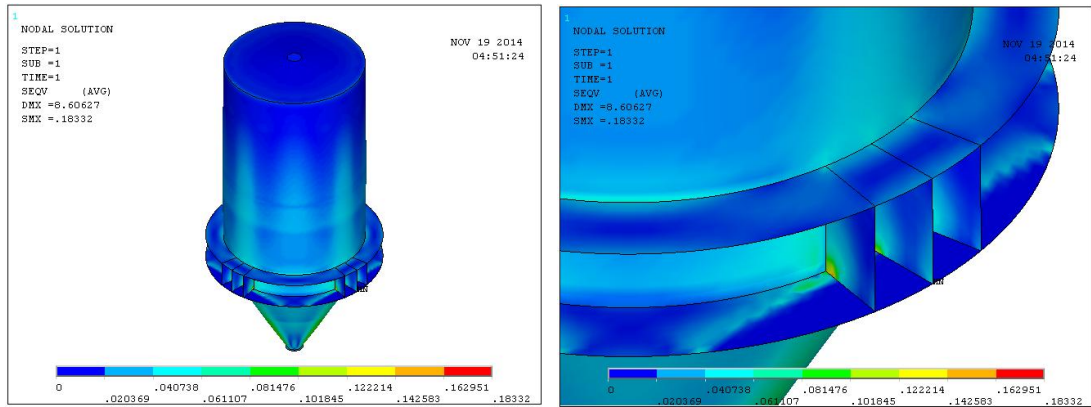 1
NODAL SOLUTION
STEP=1
SUB =1
TIME=1
SEQV (AVG)
DMX =8.60627
SMX =.18332
NOV 19 2014
04:51:24
0 .040738 .081476 .122214 .162951
.020369 .061107 .101845 .142583 .18332
1
NODAL SOLUTION
STEP=1
SUB =1
TIME=1
SEQV (AVG)
DMX =8.60627
SMX =.18332
NOV 19 2014
04:51:24
0 .040738 .081476 .122214 .162951
.020369 .061107 .101845 .142583 .18332